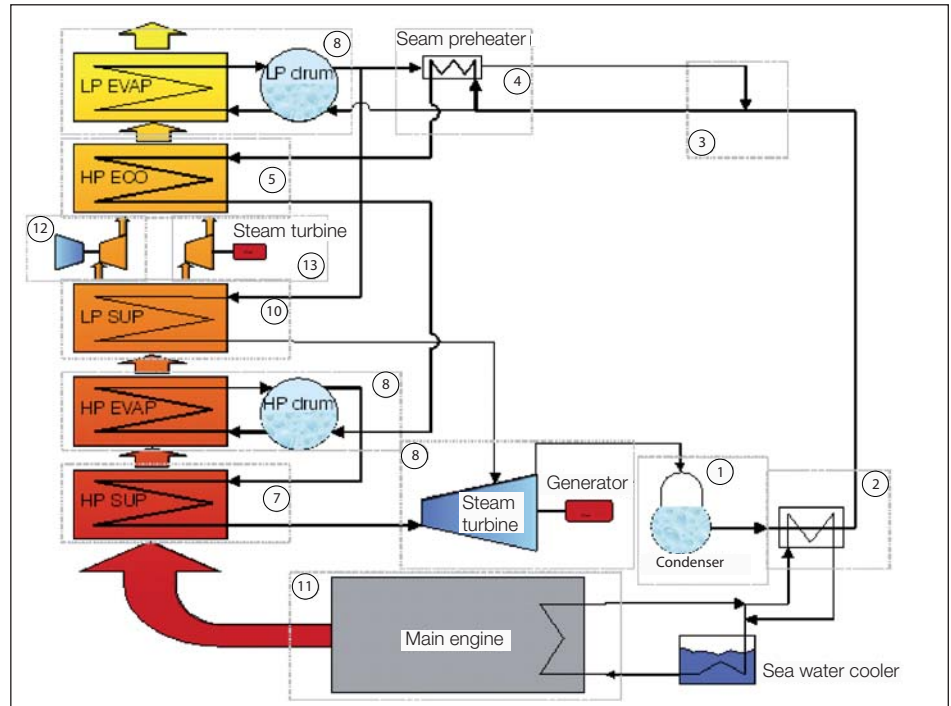 8
Seam preheater
LP EVAP
LP drum
4
3
HP ECO
5
12
Steam turbine
13
LP SUP
10
HP EVAP
HP drum
8
8
1
2
HP SUP
7
Steam
turbine
Generator
Condenser
11
Main engine
Sea water cooler